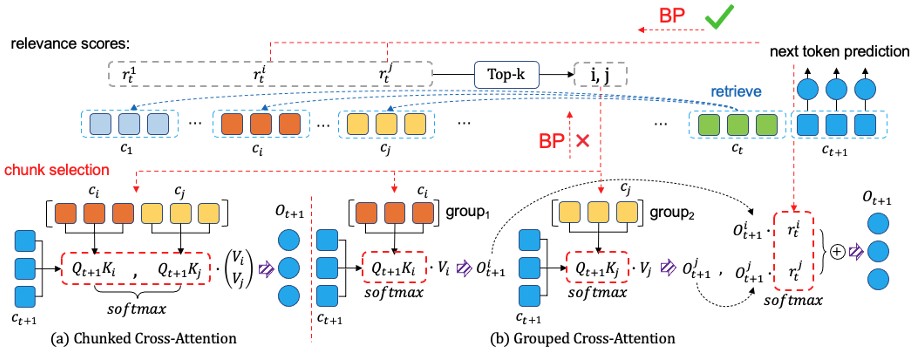 BP
relevance scores:
next token prediction
r_t^1 r_t^i r_t^j
Top-k
i, j
retrieve
... ... ... ...
c_1 c_i c_j c_t c_{t+1}
BP
chunk selection
c_i c_j
c_i
group_1
c_j
group_2
O_{t+1}
O_{t+1}
Q_{t+1}K_i , Q_{t+1}K_j · (V_i V_j)
softmax
c_{t+1}
Q_{t+1}K_i · V_i O_{t+1}^i
softmax
c_{t+1}
Q_{t+1}K_j · V_j O_{t+1}^j ,
softmax
O_{t+1}^i · r_t^i
O_{t+1}^j · r_t^j
softmax
(a) Chunked Cross-Attention
(b) Grouped Cross-Attention